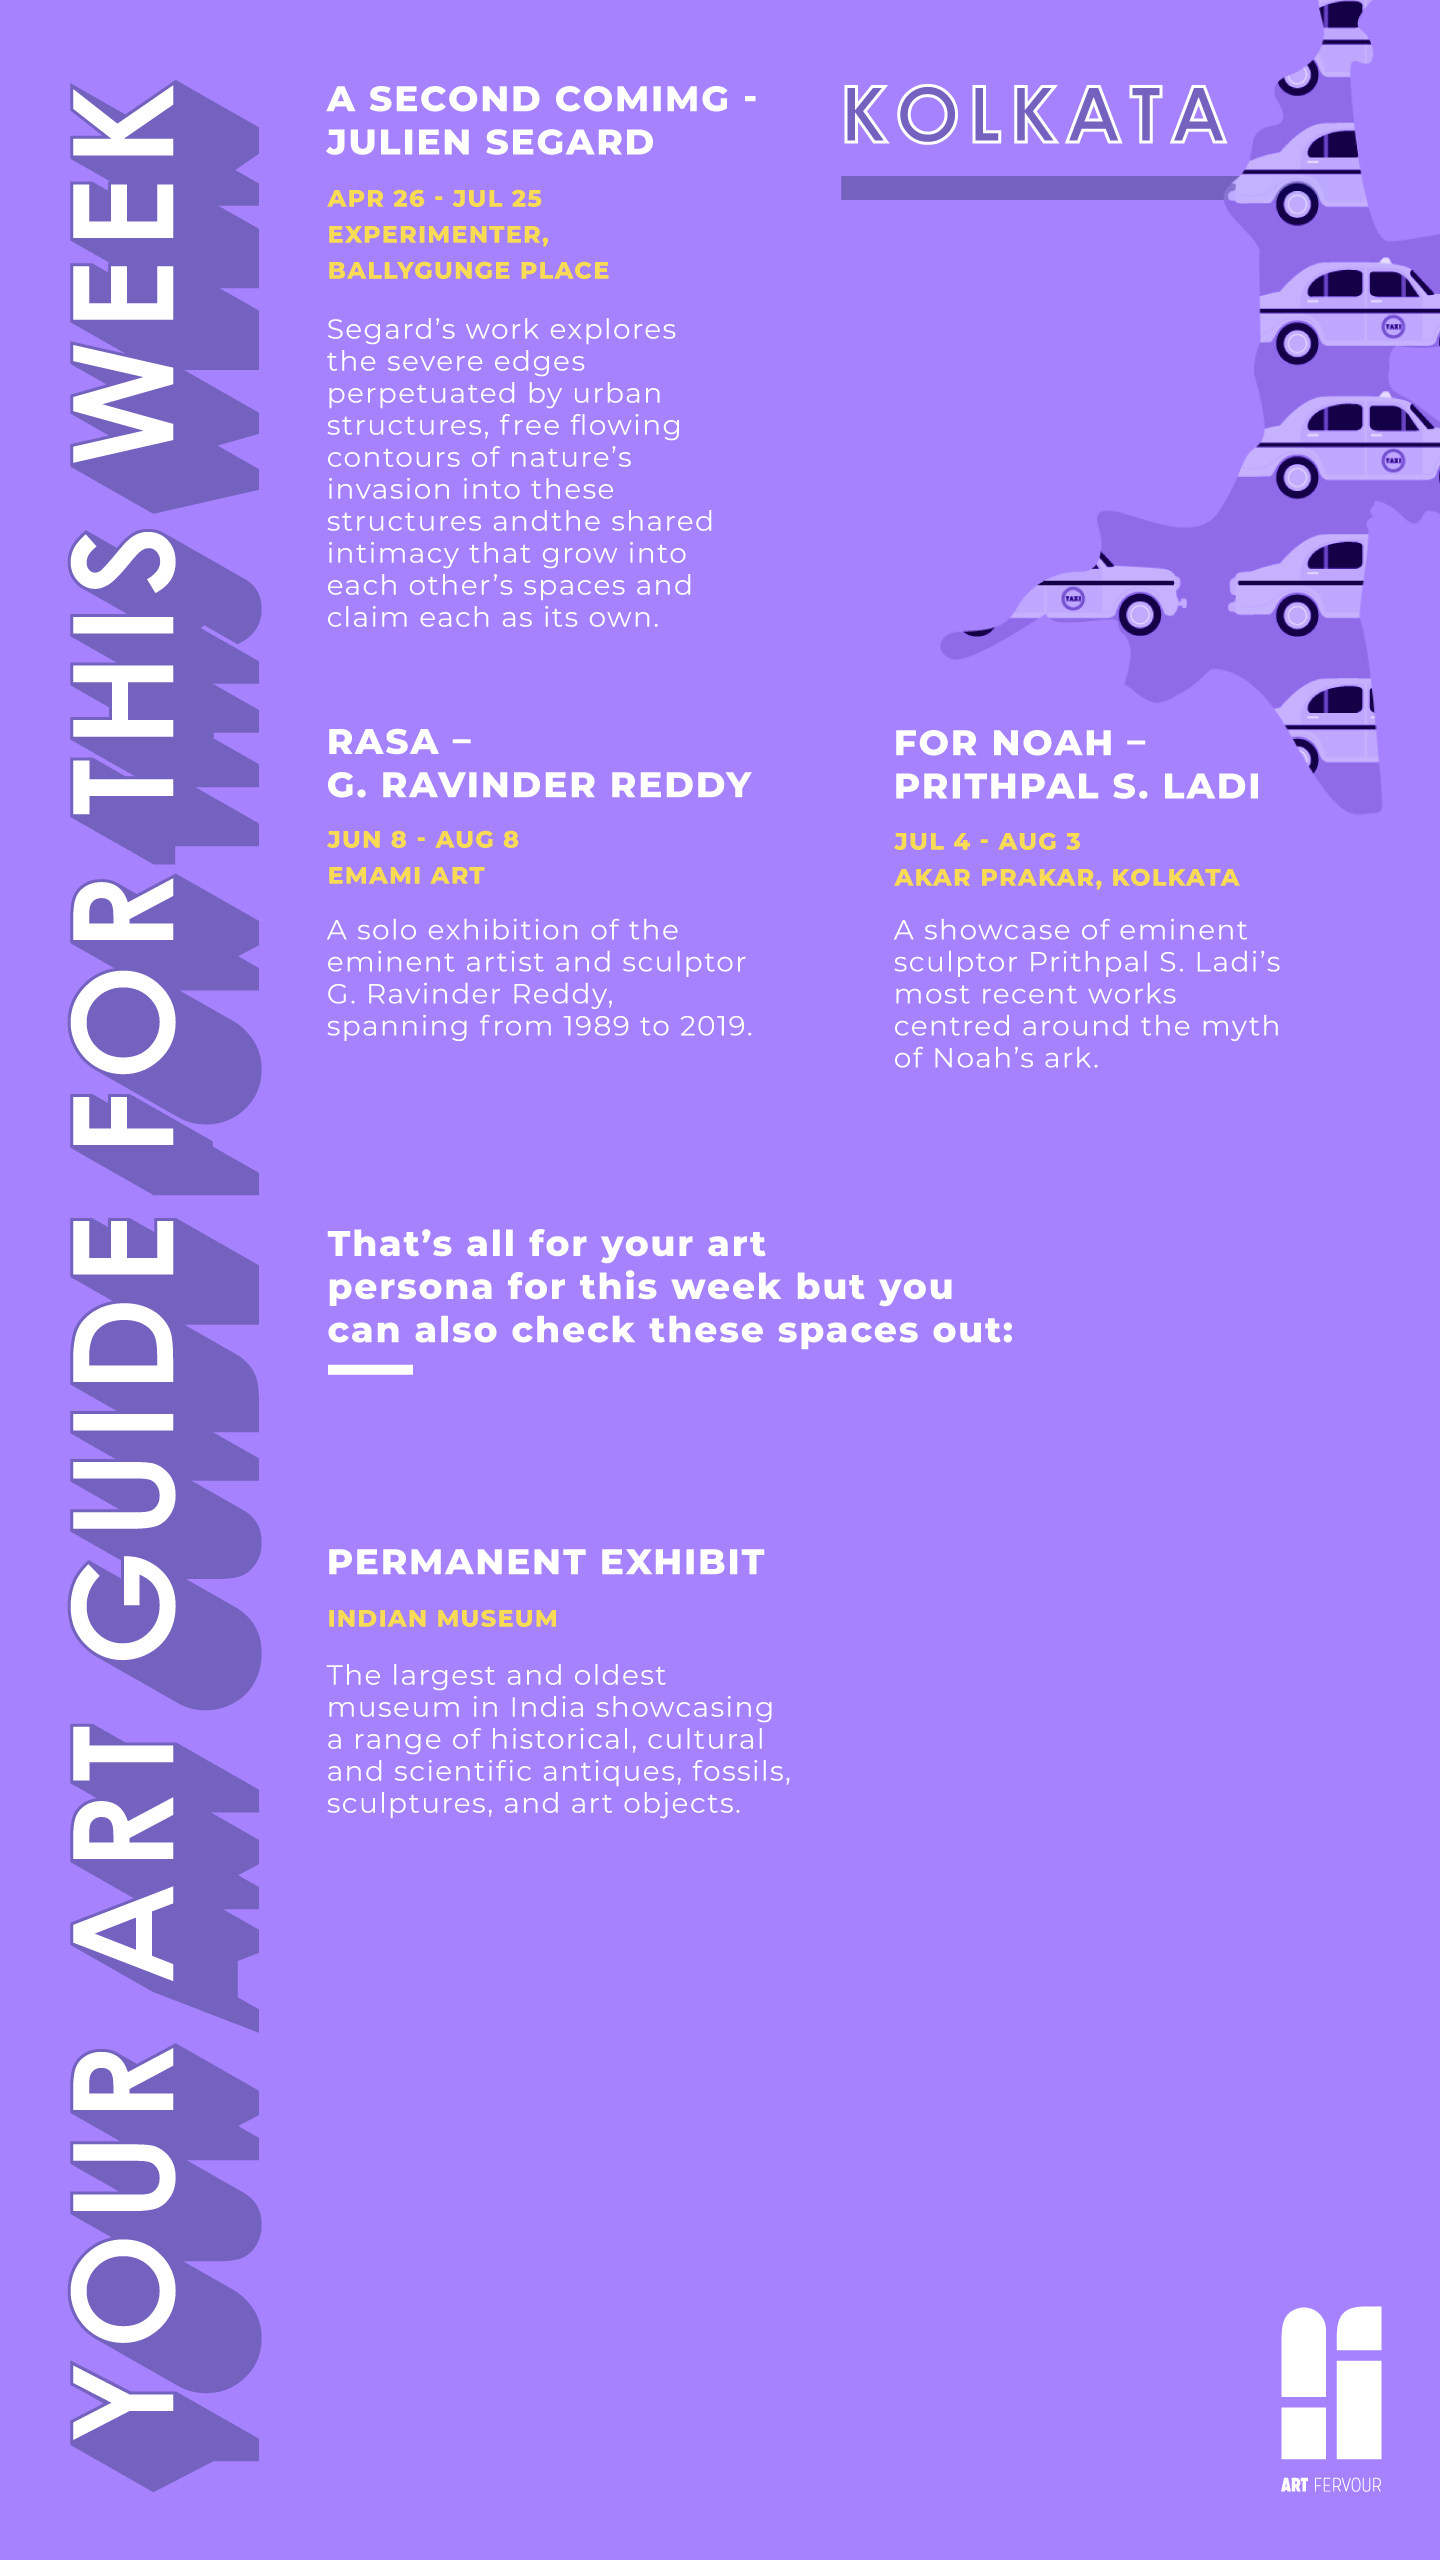 YOUR ART GUIDE FOR THIS WEEK
KOLKATA
A SECOND COMIMG -
JULIEN SEGARD
APR 26 - JUL 25
EXPERIMENTER,
BALLYGUNGE PLACE
Segard’s work explores
the severe edges
perpetuated by urban
structures, free flowing
contours of nature’s
invasion into these
structures andthe shared
intimacy that grow into
each other’s spaces and
claim each as its own.
TAXI
TAXI
TAXI
RASA –
G. RAVINDER REDDY
JUN 8 - AUG 8
EMAMI ART
A solo exhibition of the
eminent artist and sculptor
G. Ravinder Reddy,
spanning from 1989 to 2019.
FOR NOAH –
PRITHPAL S. LADI
JUL 4 - AUG 3
AKAR PRAKAR, KOLKATA
A showcase of eminent
sculptor Prithpal S. Ladi’s
most recent works
centred around the myth
of Noah’s ark.
That’s all for your art
persona for this week but you
can also check these spaces out:
PERMANENT EXHIBIT
INDIAN MUSEUM
The largest and oldest
museum in India showcasing
a range of historical, cultural
and scientific antiques, fossils,
sculptures, and art objects.
ART FERVOUR